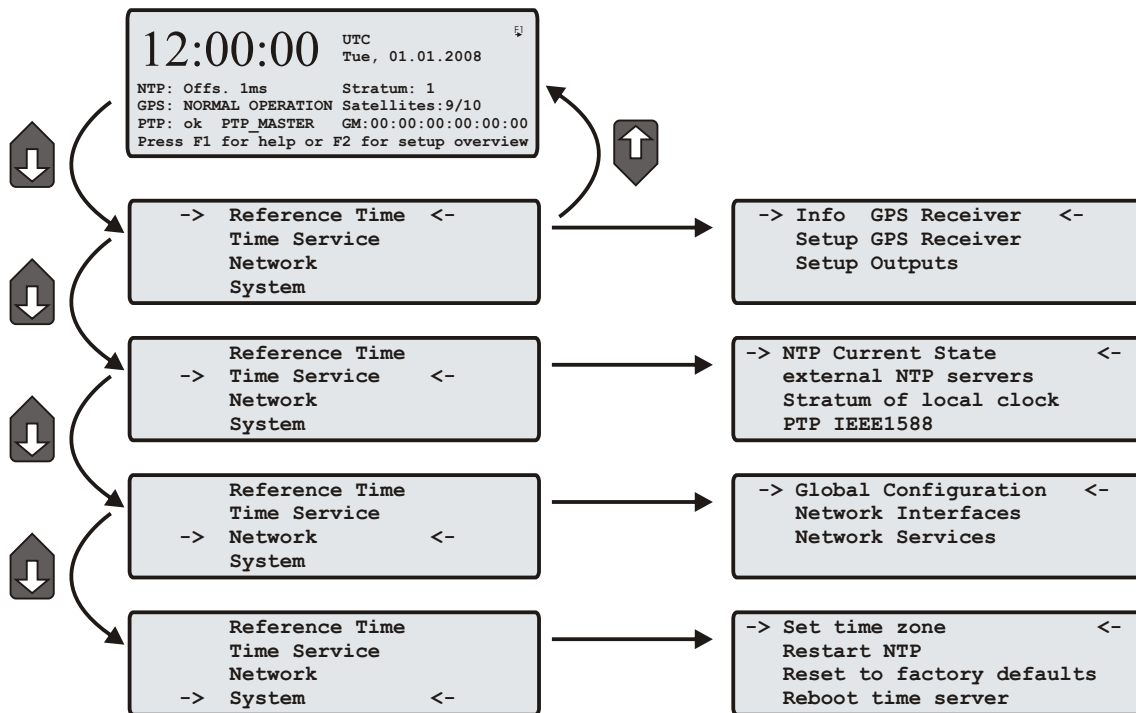 12:00:00 UTC
Tue, 01.01.2008
NTP: Offs. 1ms Stratum: 1
GPS: NORMAL OPERATION Satellites:9/10
PTP: ok PTP_MASTER GM:00:00:00:00:00:00
Press F1 for help or F2 for setup overview
-> Reference Time <-
Time Service
Network
System
-> Info GPS Receiver <-
Setup GPS Receiver
Setup Outputs
Reference Time
-> Time Service <-
Network
System
-> NTP Current State <-
external NTP servers
Stratum of local clock
PTP IEEE1588
Reference Time
Time Service
-> Network <-
System
-> Global Configuration <-
Network Interfaces
Network Services
Reference Time
Time Service
Network
-> System <-
-> Set time zone <-
Restart NTP
Reset to factory defaults
Reboot time server